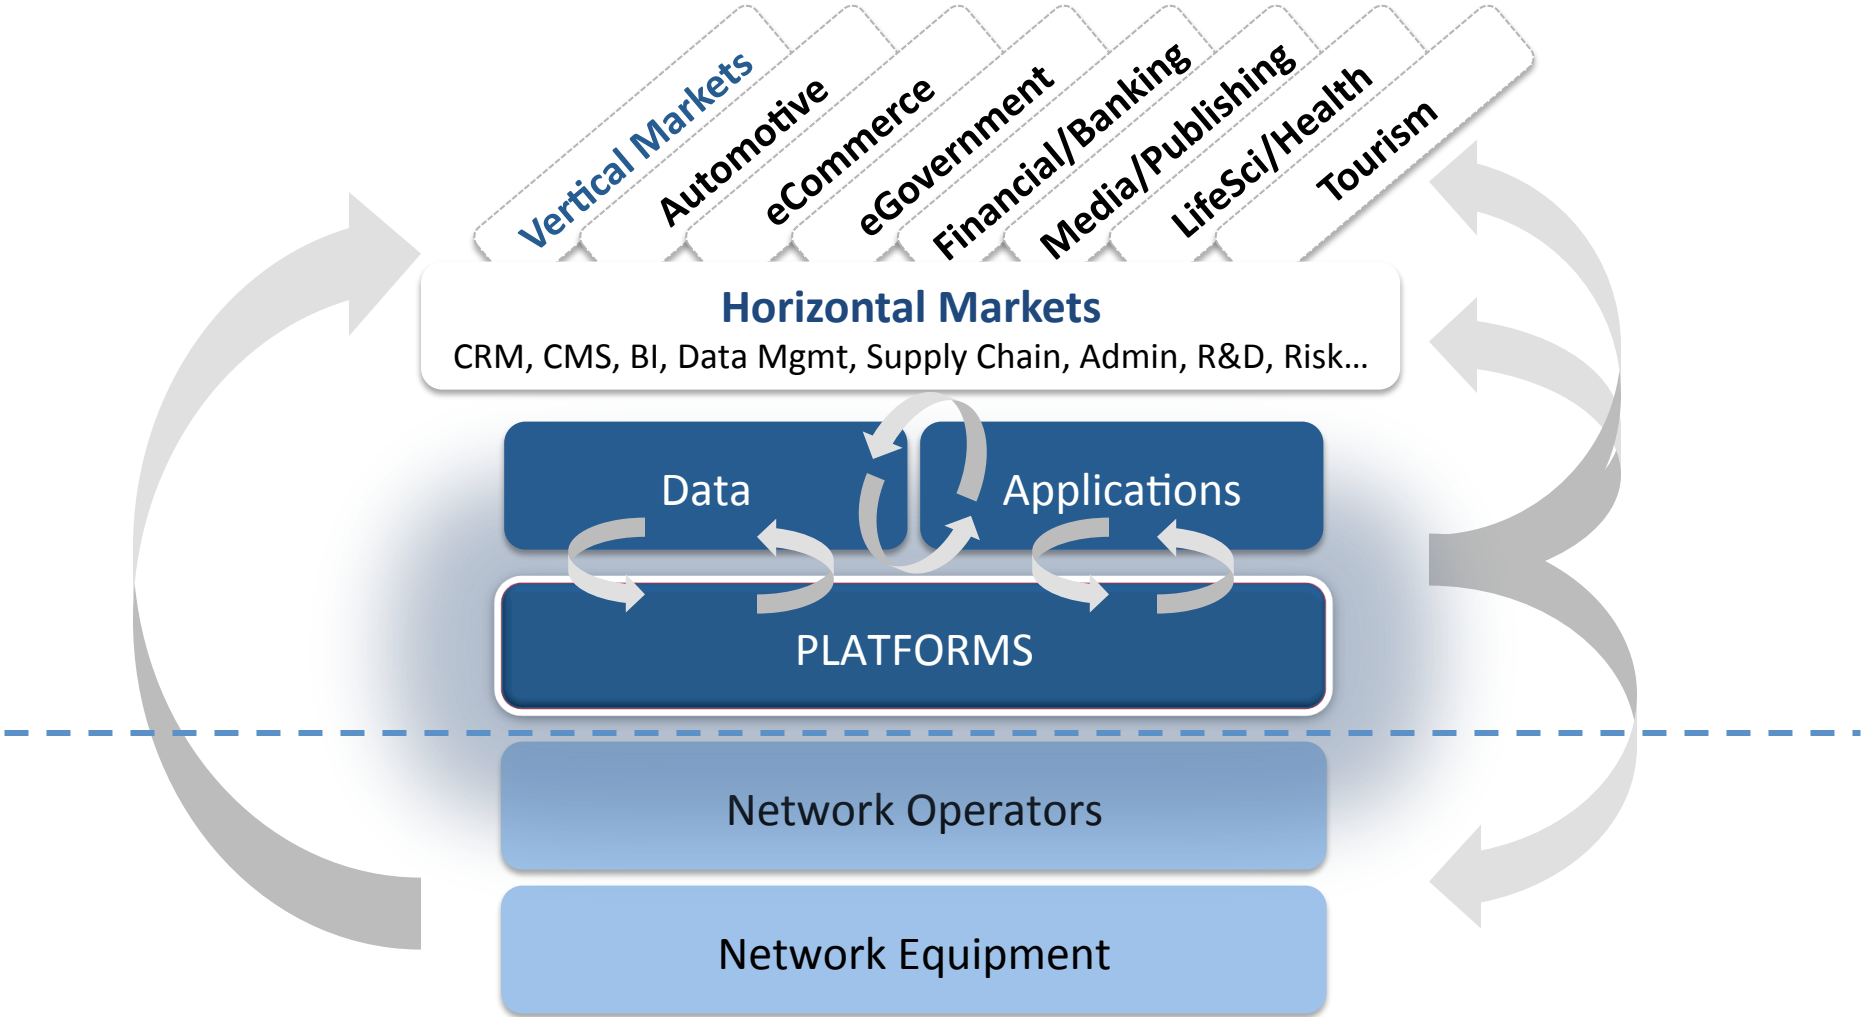 Vertical Markets
Automotive
eCommerce
eGovernment
Financial/Banking
Media/Publishing
LifeSci/Health
Tourism
Horizontal Markets
CRM, CMS, BI, Data Mgmt, Supply Chain, Admin, R&D, Risk...
Data
Applications
PLATFORMS
Network Operators
Network Equipment